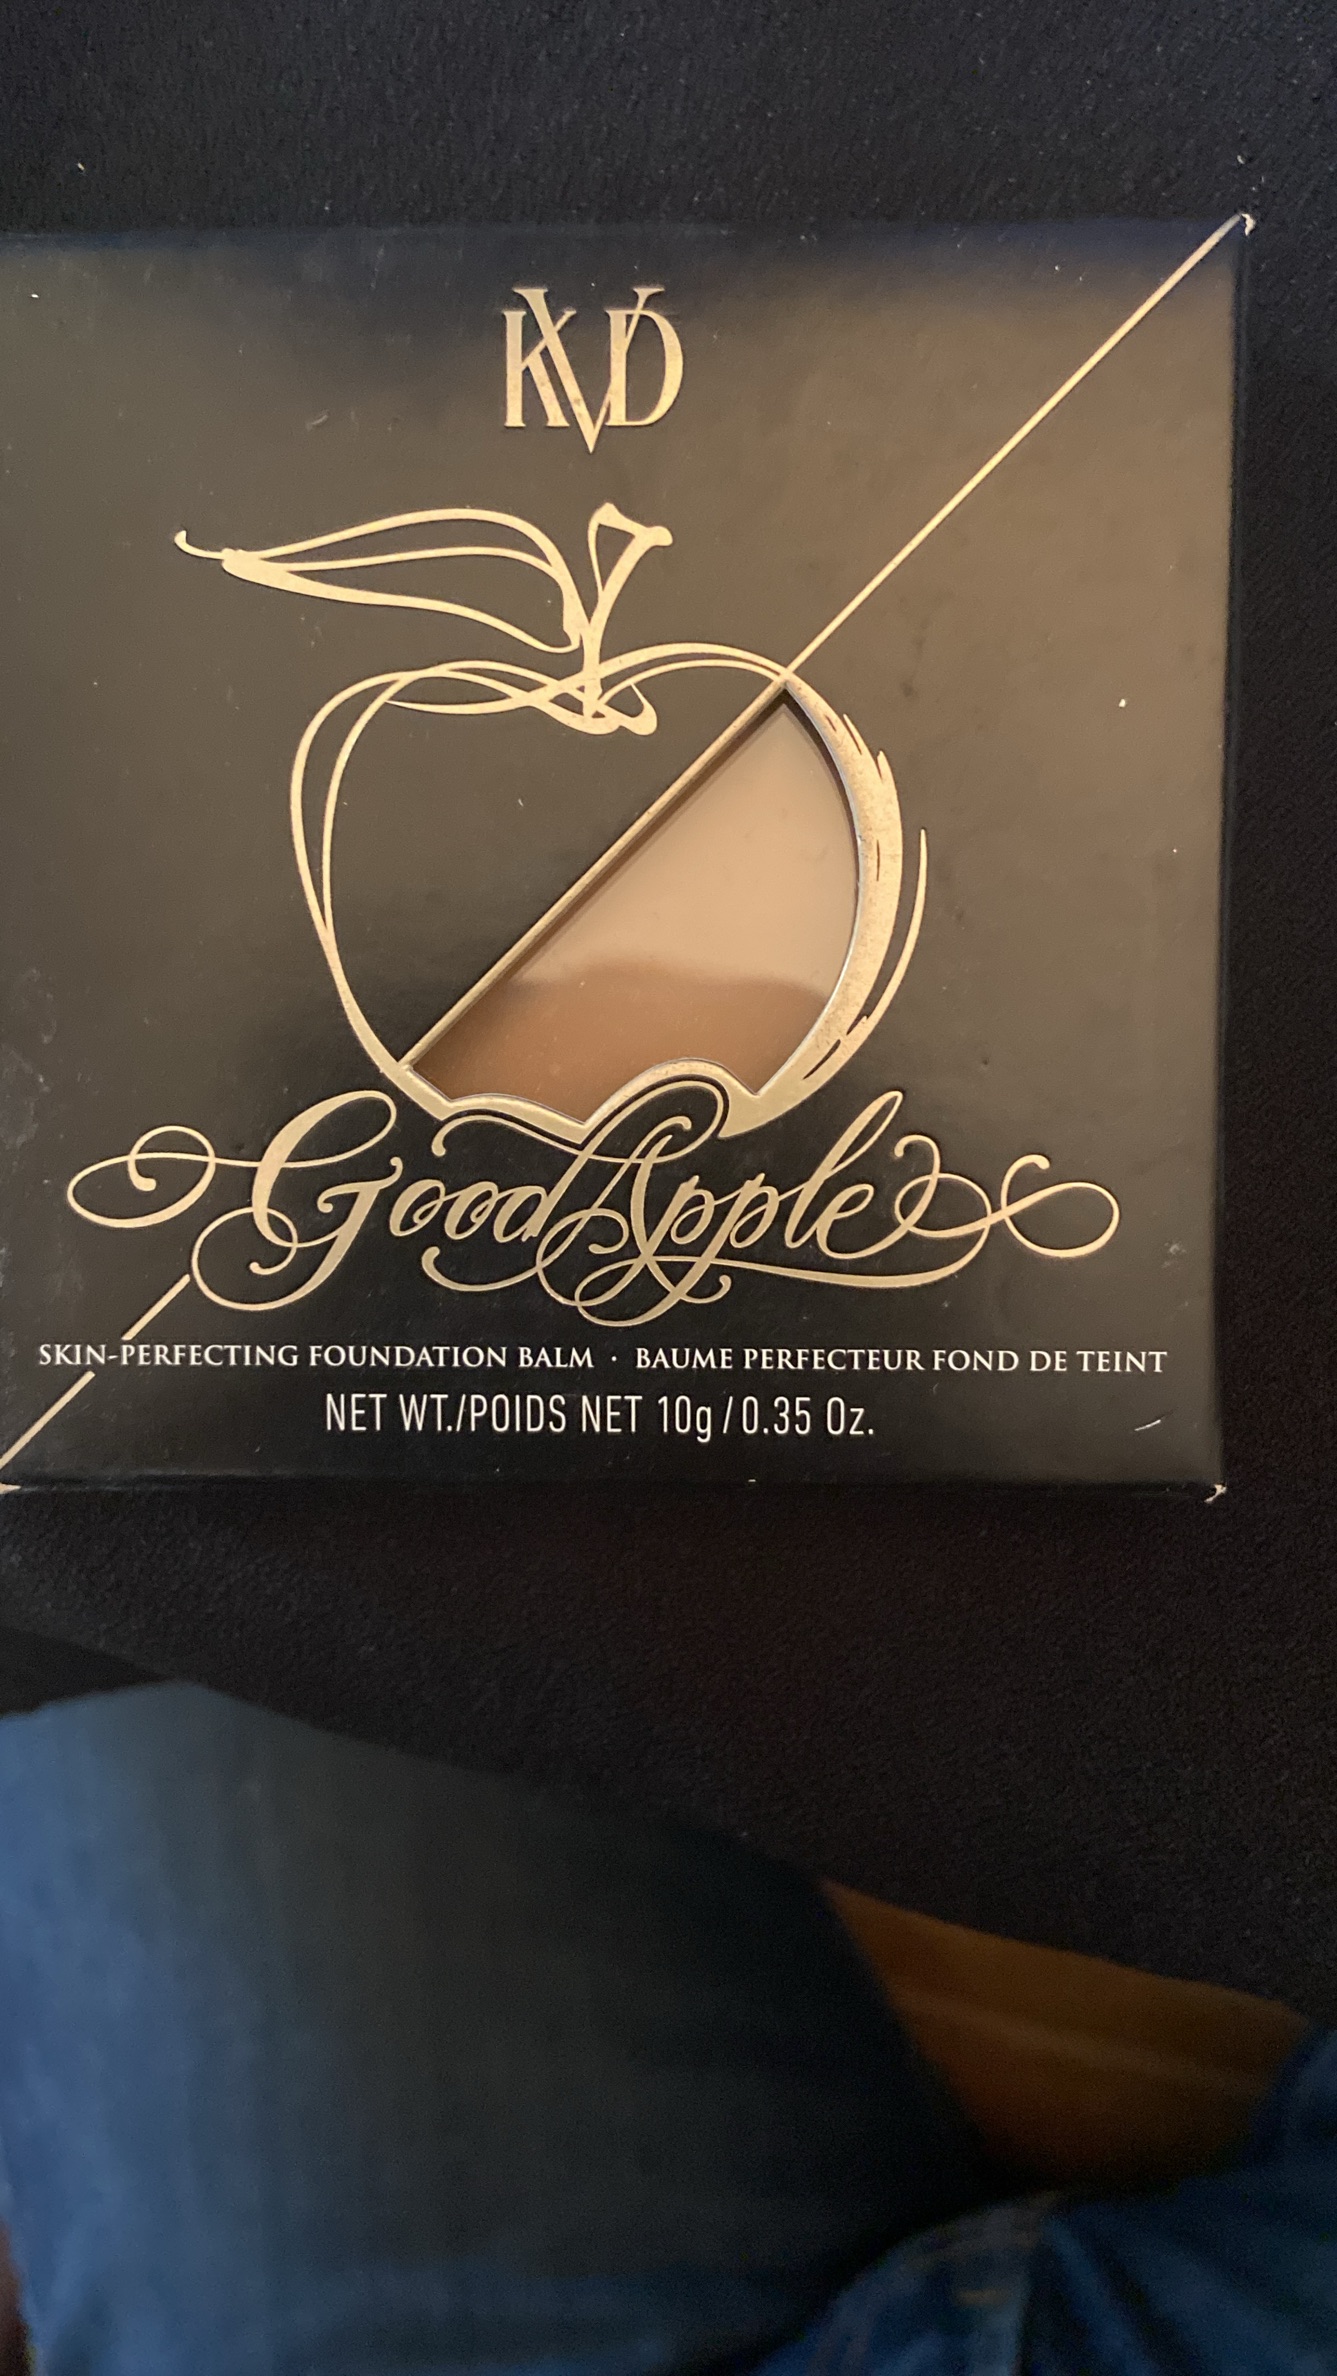 KVD
Good Apple
SKIN-PERFECTING FOUNDATION BALM · BAUME PERFECTEUR FOND DE TEINT
NET WT./POIDS NET 10g/0.35 Oz.